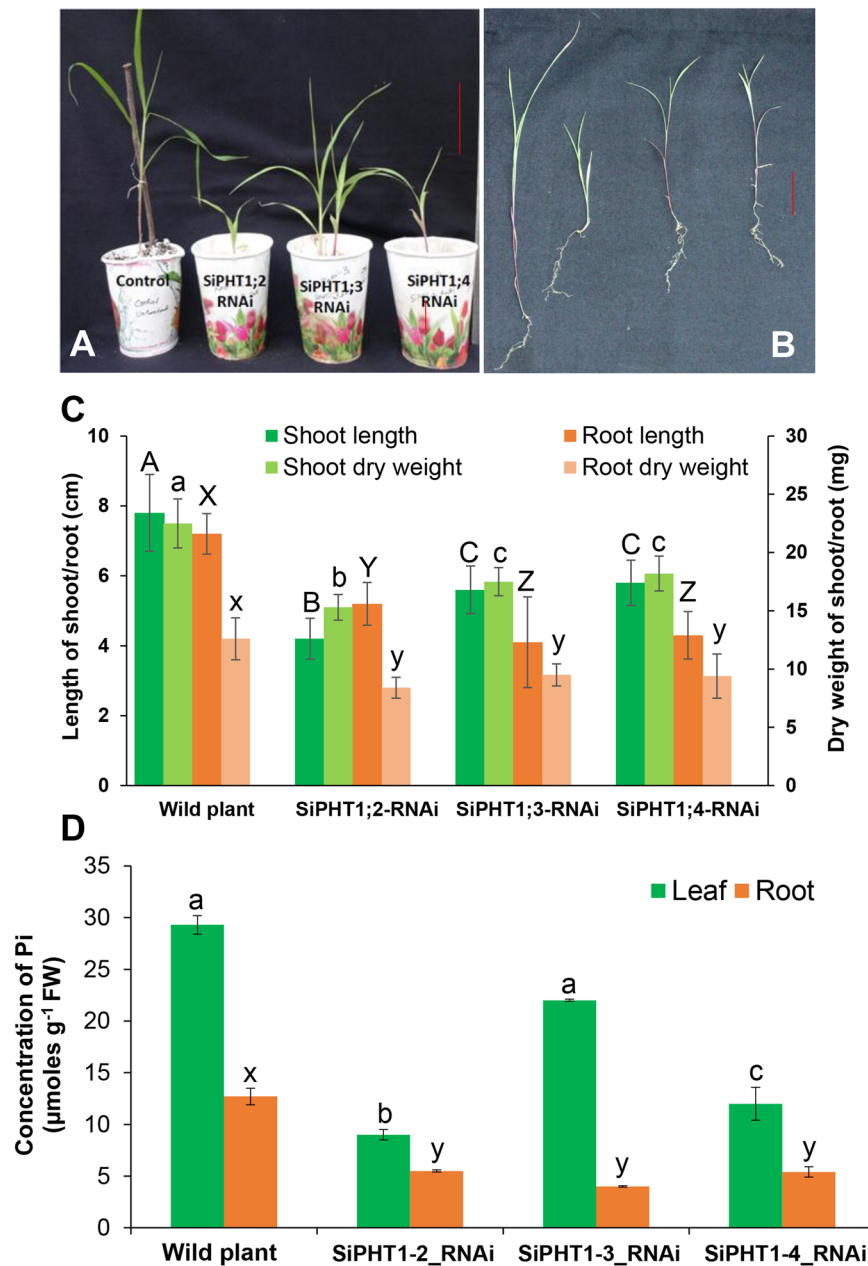 Control
SiPHT1;2
RNAi
SiPHT1;3
RNAi
SiPHT1;4
RNAi
Control
A
B
C
Shoot length
Root length
Shoot dry weight
Root dry weight
Length of shoot/root (cm)
10
8
6
4
2
0
Dry weight of shoot/root (mg)
30
25
20
15
10
5
0
A a X x
B b Y y
C c Z y
C c Z y
Wild plant SiPHT1;2-RNAi SiPHT1;3-RNAi SiPHT1;4-RNAi
D
Leaf Root
Concentration of Pi
(µmoles g⁻¹ FW)
35
30
25
20
15
10
5
0
a x
b y
a y
c y
Wild plant SiPHT1-2_RNAi SiPHT1-3_RNAi SiPHT1-4_RNAi